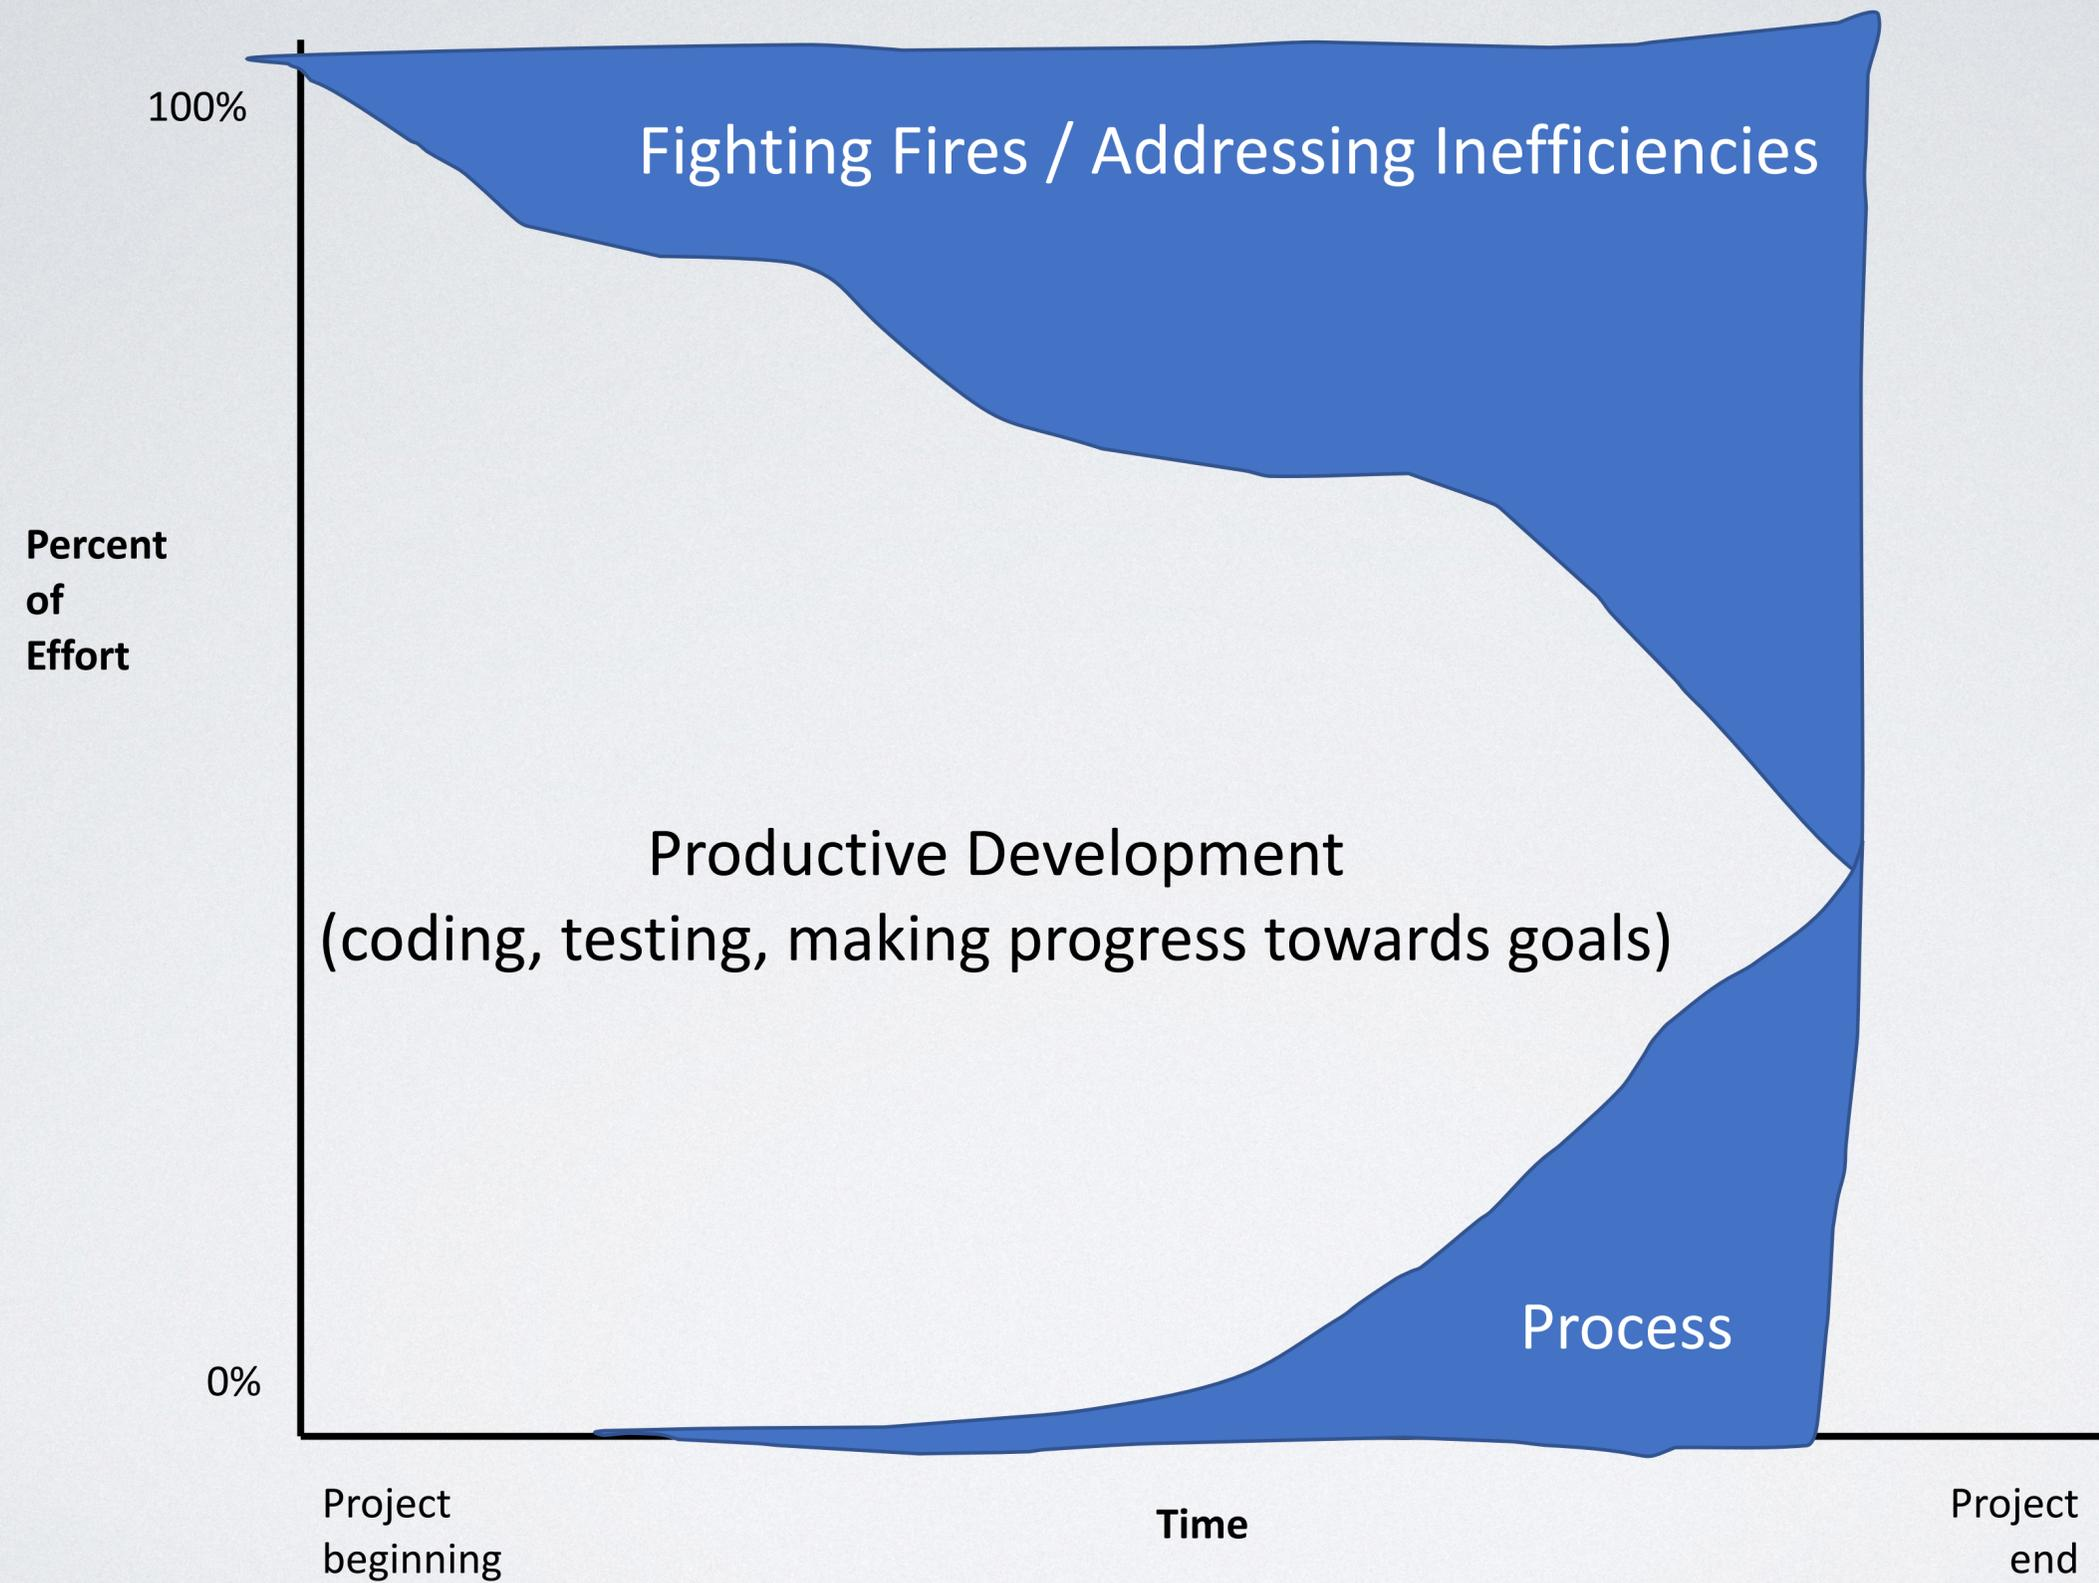 100%
Fighting Fires / Addressing Inefficiencies
Percent
of
Effort
Productive Development
(coding, testing, making progress towards goals)
Process
0%
Project
beginning
Time
Project
end